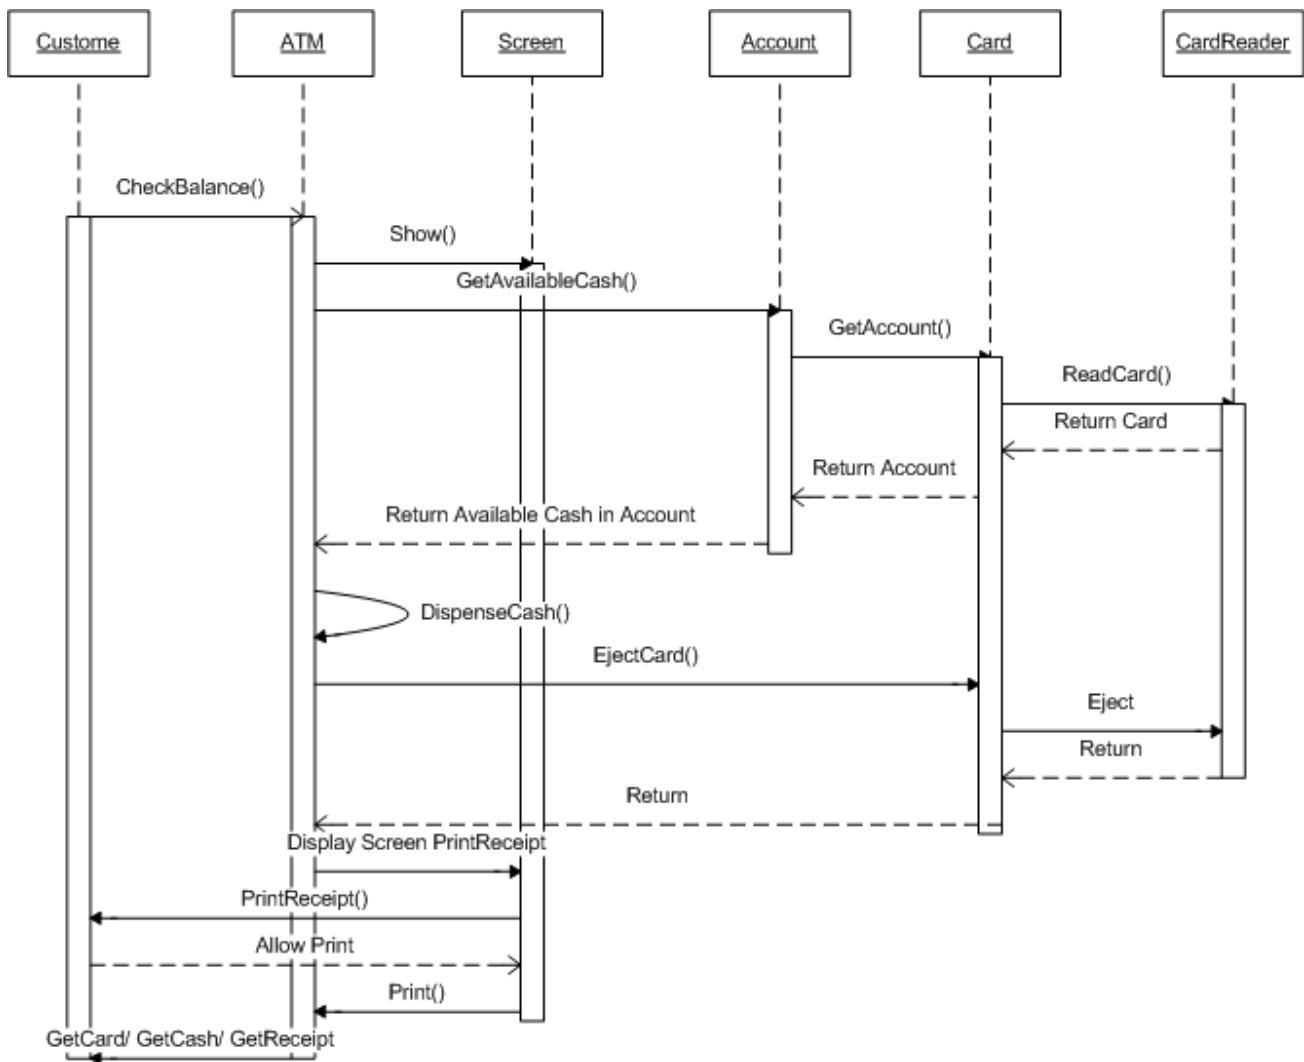 Custome
ATM
Screen
Account
Card
CardReader
CheckBalance()
Show()
GetAvailableCash()
GetAccount()
ReadCard()
Return Card
Return Account
Return Available Cash in Account
DispenseCash()
EjectCard()
Eject
Return
Return
Display Screen PrintReceipt
PrintReceipt()
Allow Print
Print()
GetCard/ GetCash/ GetReceipt